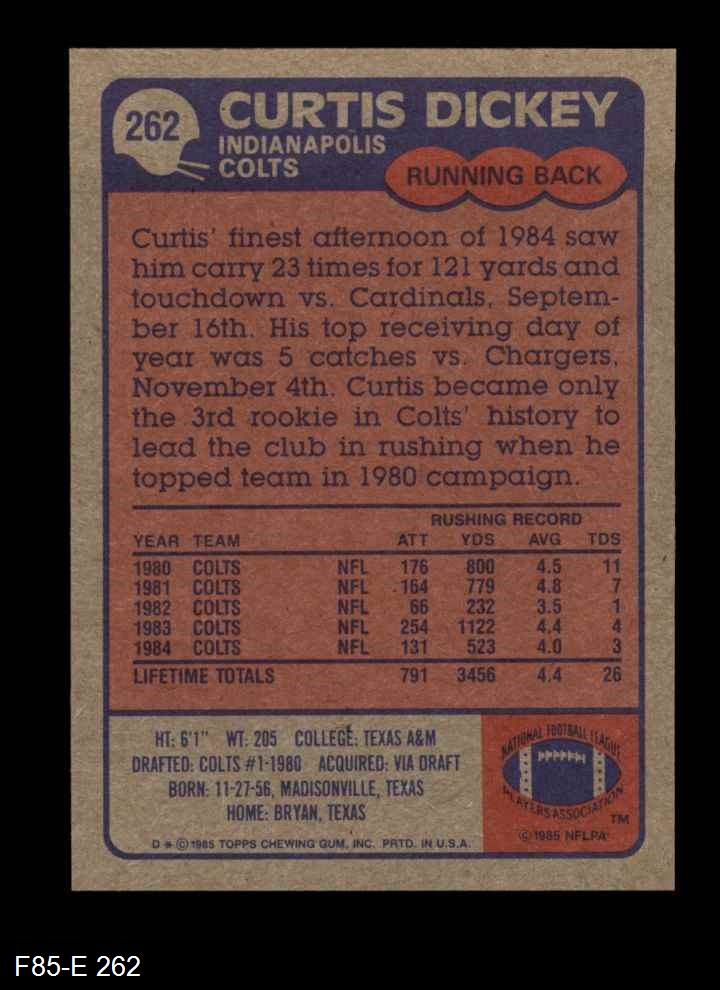 262
CURTIS DICKEY
INDIANAPOLIS
COLTS
RUNNING BACK
Curtis' finest afternoon of 1984 saw
him carry 23 times for 121 yards and
touchdown vs. Cardinals, Septem-
ber 16th. His top receiving day of
year was 5 catches vs. Chargers,
November 4th. Curtis became only
the 3rd rookie in Colts' history to
lead the club in rushing when he
topped team in 1980 campaign.
RUSHING RECORD
YEAR TEAM ATT YDS AVG TDS
1980 COLTS NFL 176 800 4.5 11
1981 COLTS NFL 164 779 4.8 7
1982 COLTS NFL 66 232 3.5 1
1983 COLTS NFL 254 1122 4.4 4
1984 COLTS NFL 131 523 4.0 3
LIFETIME TOTALS 791 3456 4.4 26
HT: 6'1" WT: 205 COLLEGE: TEXAS A&M
DRAFTED: COLTS #1-1980 ACQUIRED: VIA DRAFT
BORN: 11-27-56, MADISONVILLE, TEXAS
HOME: BRYAN, TEXAS
D * © 1985 TOPPS CHEWING GUM, INC. PRTD. IN U.S.A.
NATIONAL FOOTBALL LEAGUE
PLAYERS ASSOCIATION
TM
© 1985 NFLPA
F85-E 262